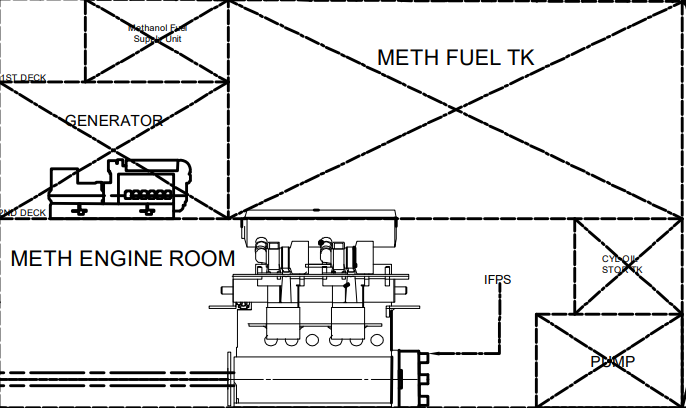 Methanol Fuel
Supply Unit
METH FUEL TK
1ST DECK
GENERATOR
2ND DECK
METH ENGINE ROOM
CYL OIL
STOR TK
IFPS
PUMP